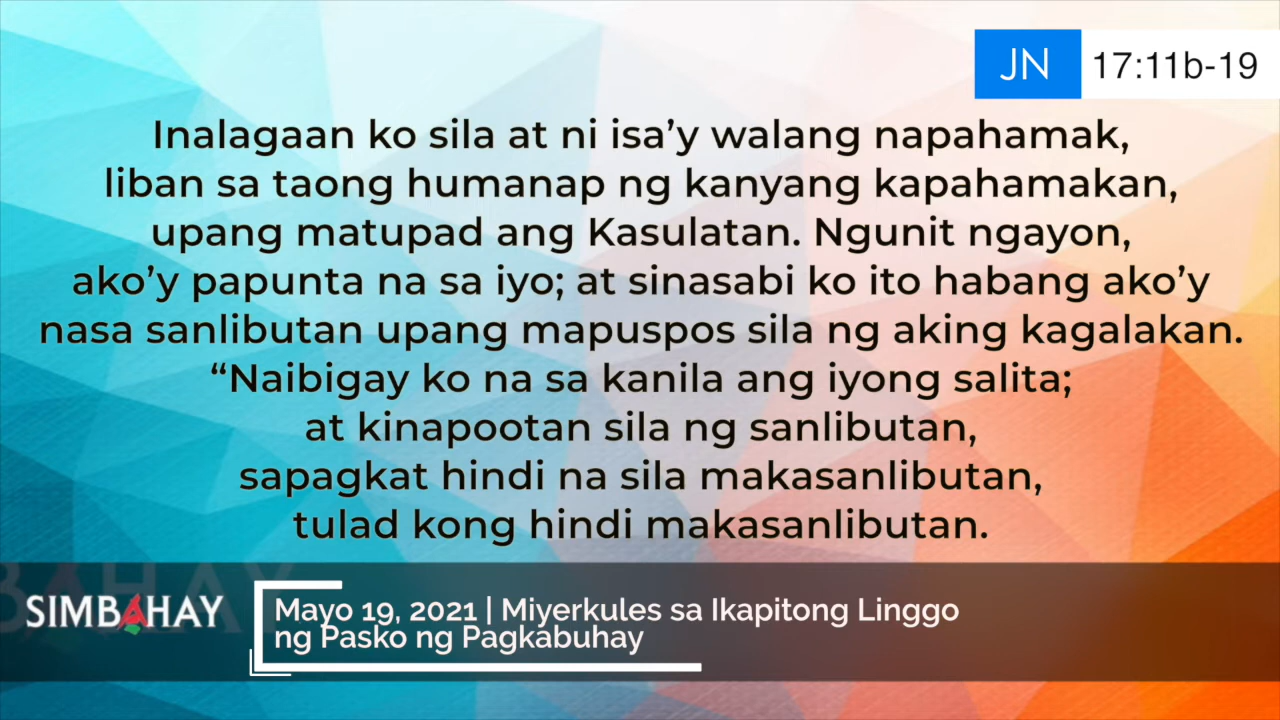 JN 17:11b-19
Inalagaan ko sila at ni isa’y walang napahamak,
liban sa taong humanap ng kanyang kapahamakan,
upang matupad ang Kasulatan. Ngunit ngayon,
ako’y papunta na sa iyo; at sinasabi ko ito habang ako’y
nasa sanlibutan upang mapuspos sila ng aking kagalakan.
“Naibigay ko na sa kanila ang iyong salita;
at kinapootan sila ng sanlibutan,
sapagkat hindi na sila makasanlibutan,
tulad kong hindi makasanlibutan.
SIMBAHAY
Mayo 19, 2021 | Miyerkules sa Ikapitong Linggo
ng Pasko ng Pagkabuhay